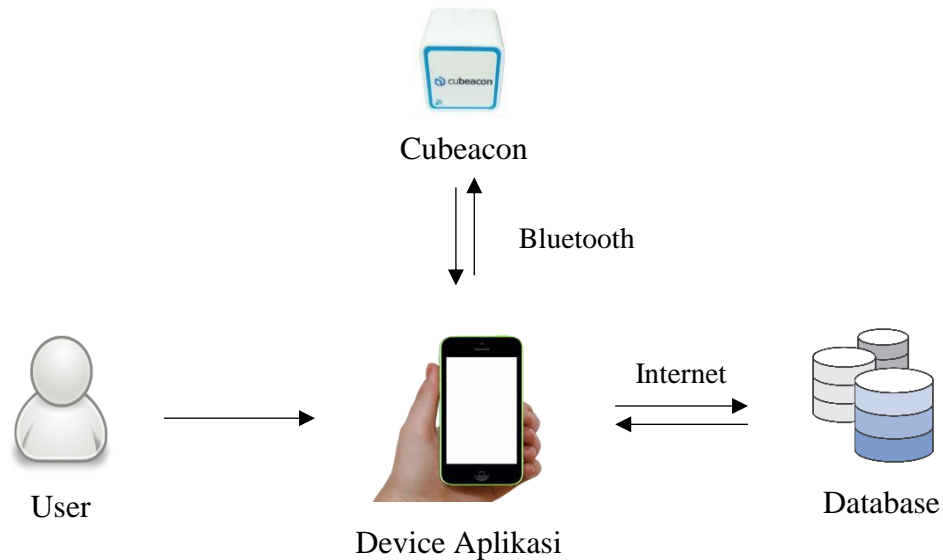 cubeacon
Cubeacon
Bluetooth
Internet
User
Database
Device Aplikasi